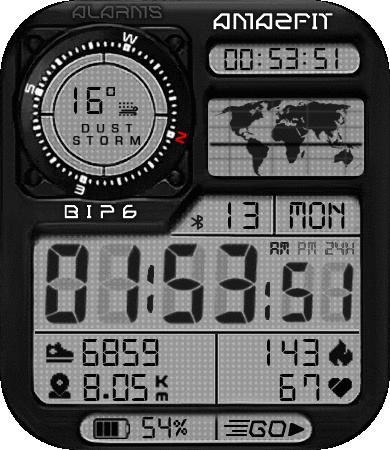 ALARMS
AMAZFIT
00:53:51
W
S
N
E
16°
DUST
STORM
BIP6
13 MON
AM PM 24H
01:53:51
6859
143
8.05 Km
67
54%
GO